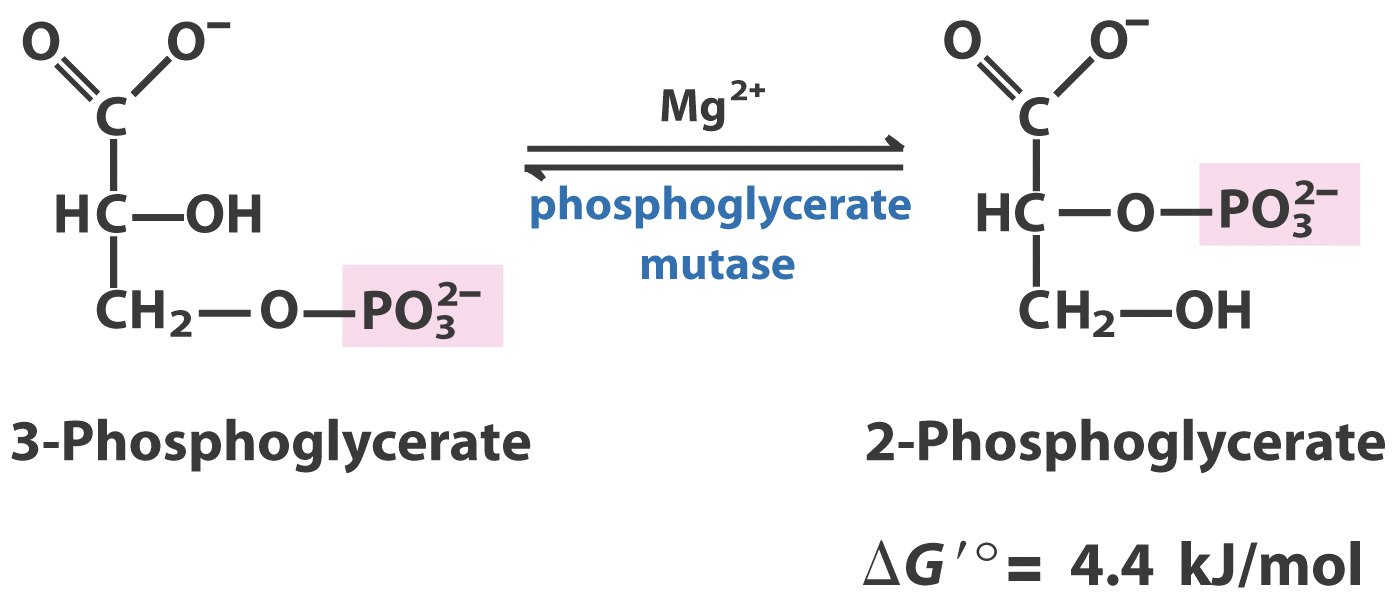 O O⁻
C
HC—OH
CH₂—O—PO₃²⁻
3-Phosphoglycerate
Mg²⁺
phosphoglycerate
mutase
O O⁻
C
HC—O—PO₃²⁻
CH₂—OH
2-Phosphoglycerate
ΔG′° = 4.4 kJ/mol